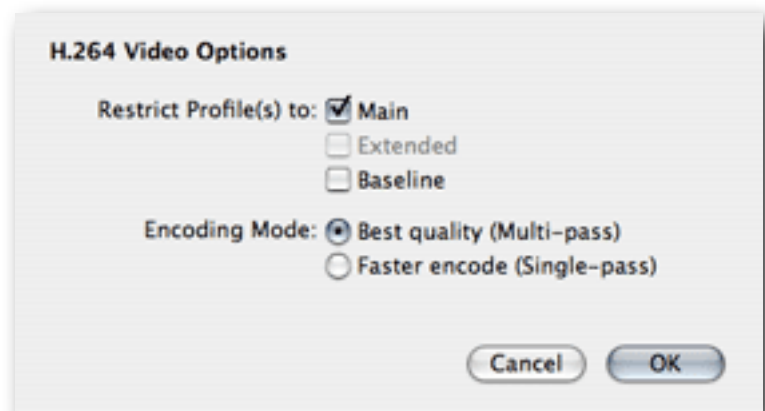 H.264 Video Options
Restrict Profile(s) to: Main
Extended
Baseline
Encoding Mode: Best quality (Multi-pass)
Faster encode (Single-pass)
Cancel OK